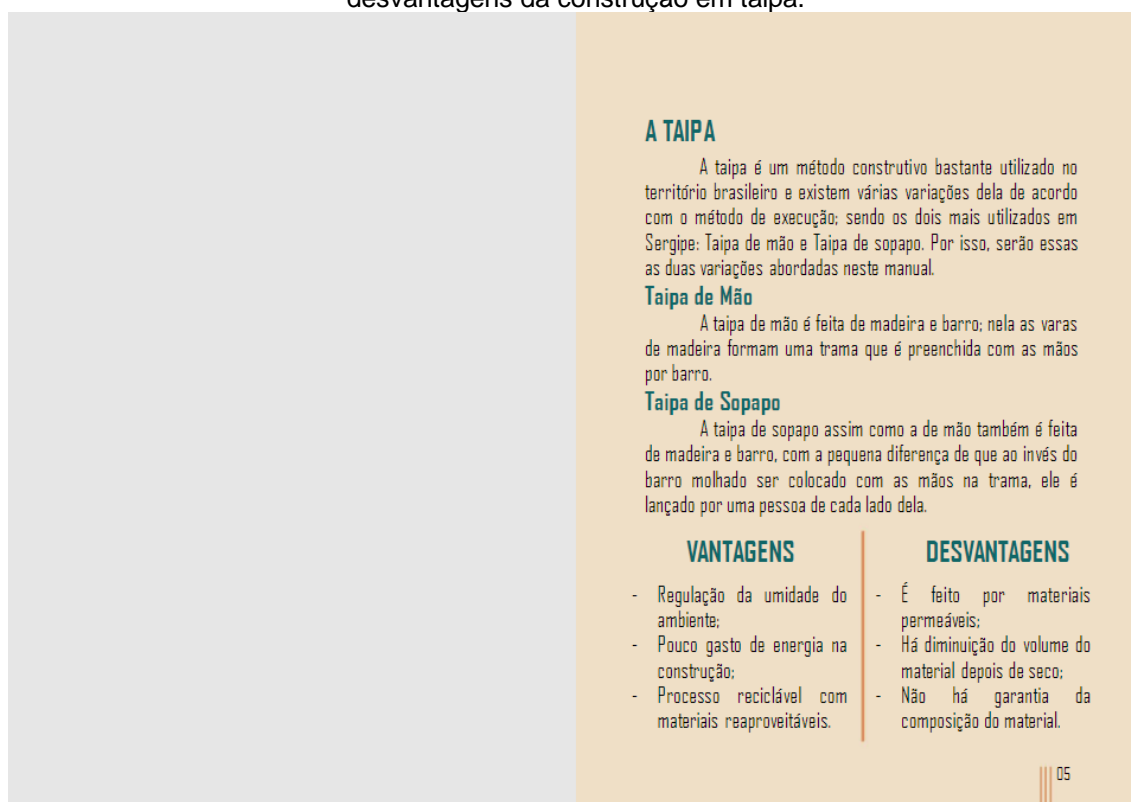 desvantagens da construção em taipa.
A TAIPA
A taipa é um método construtivo bastante utilizado no
território brasileiro e existem várias variações dela de acordo
com o método de execução; sendo os dois mais utilizados em
Sergipe: Taipa de mão e Taipa de sopapo. Por isso, serão essas
as duas variações abordadas neste manual.
Taipa de Mão
A taipa de mão é feita de madeira e barro; nela as varas
de madeira formam uma trama que é preenchida com as mãos
por barro.
Taipa de Sopapo
A taipa de sopapo assim como a de mão também é feita
de madeira e barro, com a pequena diferença de que ao invés do
barro molhado ser colocado com as mãos na trama, ele é
lançado por uma pessoa de cada lado dela.
VANTAGENS
- Regulação da umidade do
ambiente;
- Pouco gasto de energia na
construção;
- Processo reciclável com
materiais reaproveitáveis.
DESVANTAGENS
- É feito por materiais
permeáveis;
- Há diminuição do volume do
material depois de seco;
- Não há garantia da
composição do material.
05